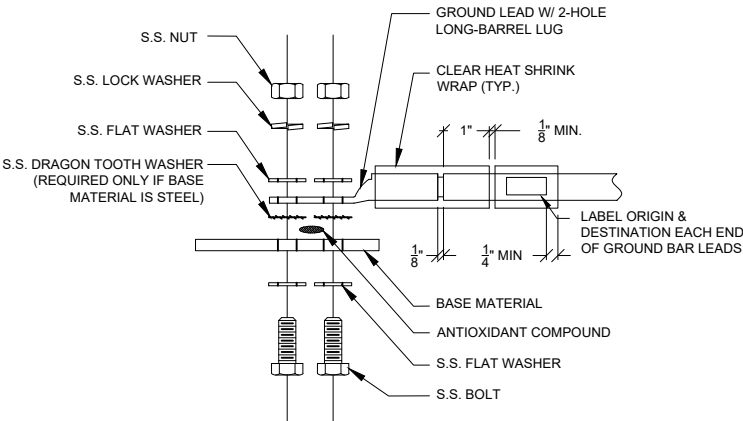 S.S. NUT
S.S. LOCK WASHER
S.S. FLAT WASHER
S.S. DRAGON TOOTH WASHER
(REQUIRED ONLY IF BASE
MATERIAL IS STEEL)
GROUND LEAD W/ 2-HOLE
LONG-BARREL LUG
CLEAR HEAT SHRINK
WRAP (TYP.)
1"
1/8" MIN.
LABEL ORIGIN &
DESTINATION EACH END
OF GROUND BAR LEADS
1/8"
1/4" MIN
BASE MATERIAL
ANTIOXIDANT COMPOUND
S.S. FLAT WASHER
S.S. BOLT